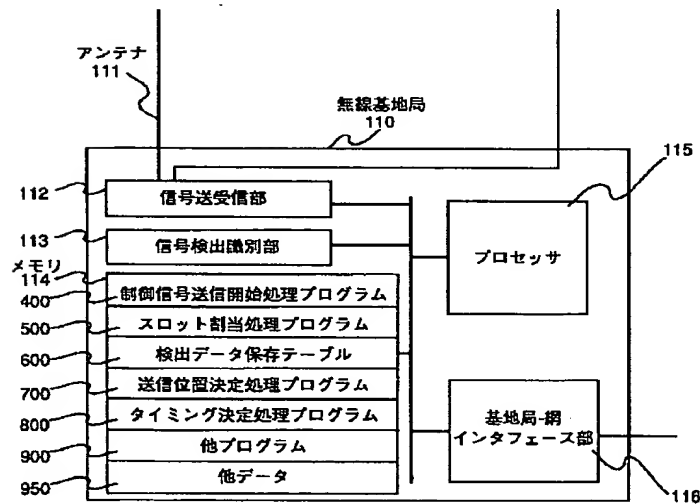 アンテナ
111
無線基地局
110
115
112
信号送受信部
113
信号検出識別部
プロセッサ
メモリ
114
400
制御信号送信開始処理プログラム
500
スロット割当処理プログラム
600
検出データ保存テーブル
700
送信位置決定処理プログラム
800
タイミング決定処理プログラム
900
他プログラム
950
他データ
基地局-網
インタフェース部
116